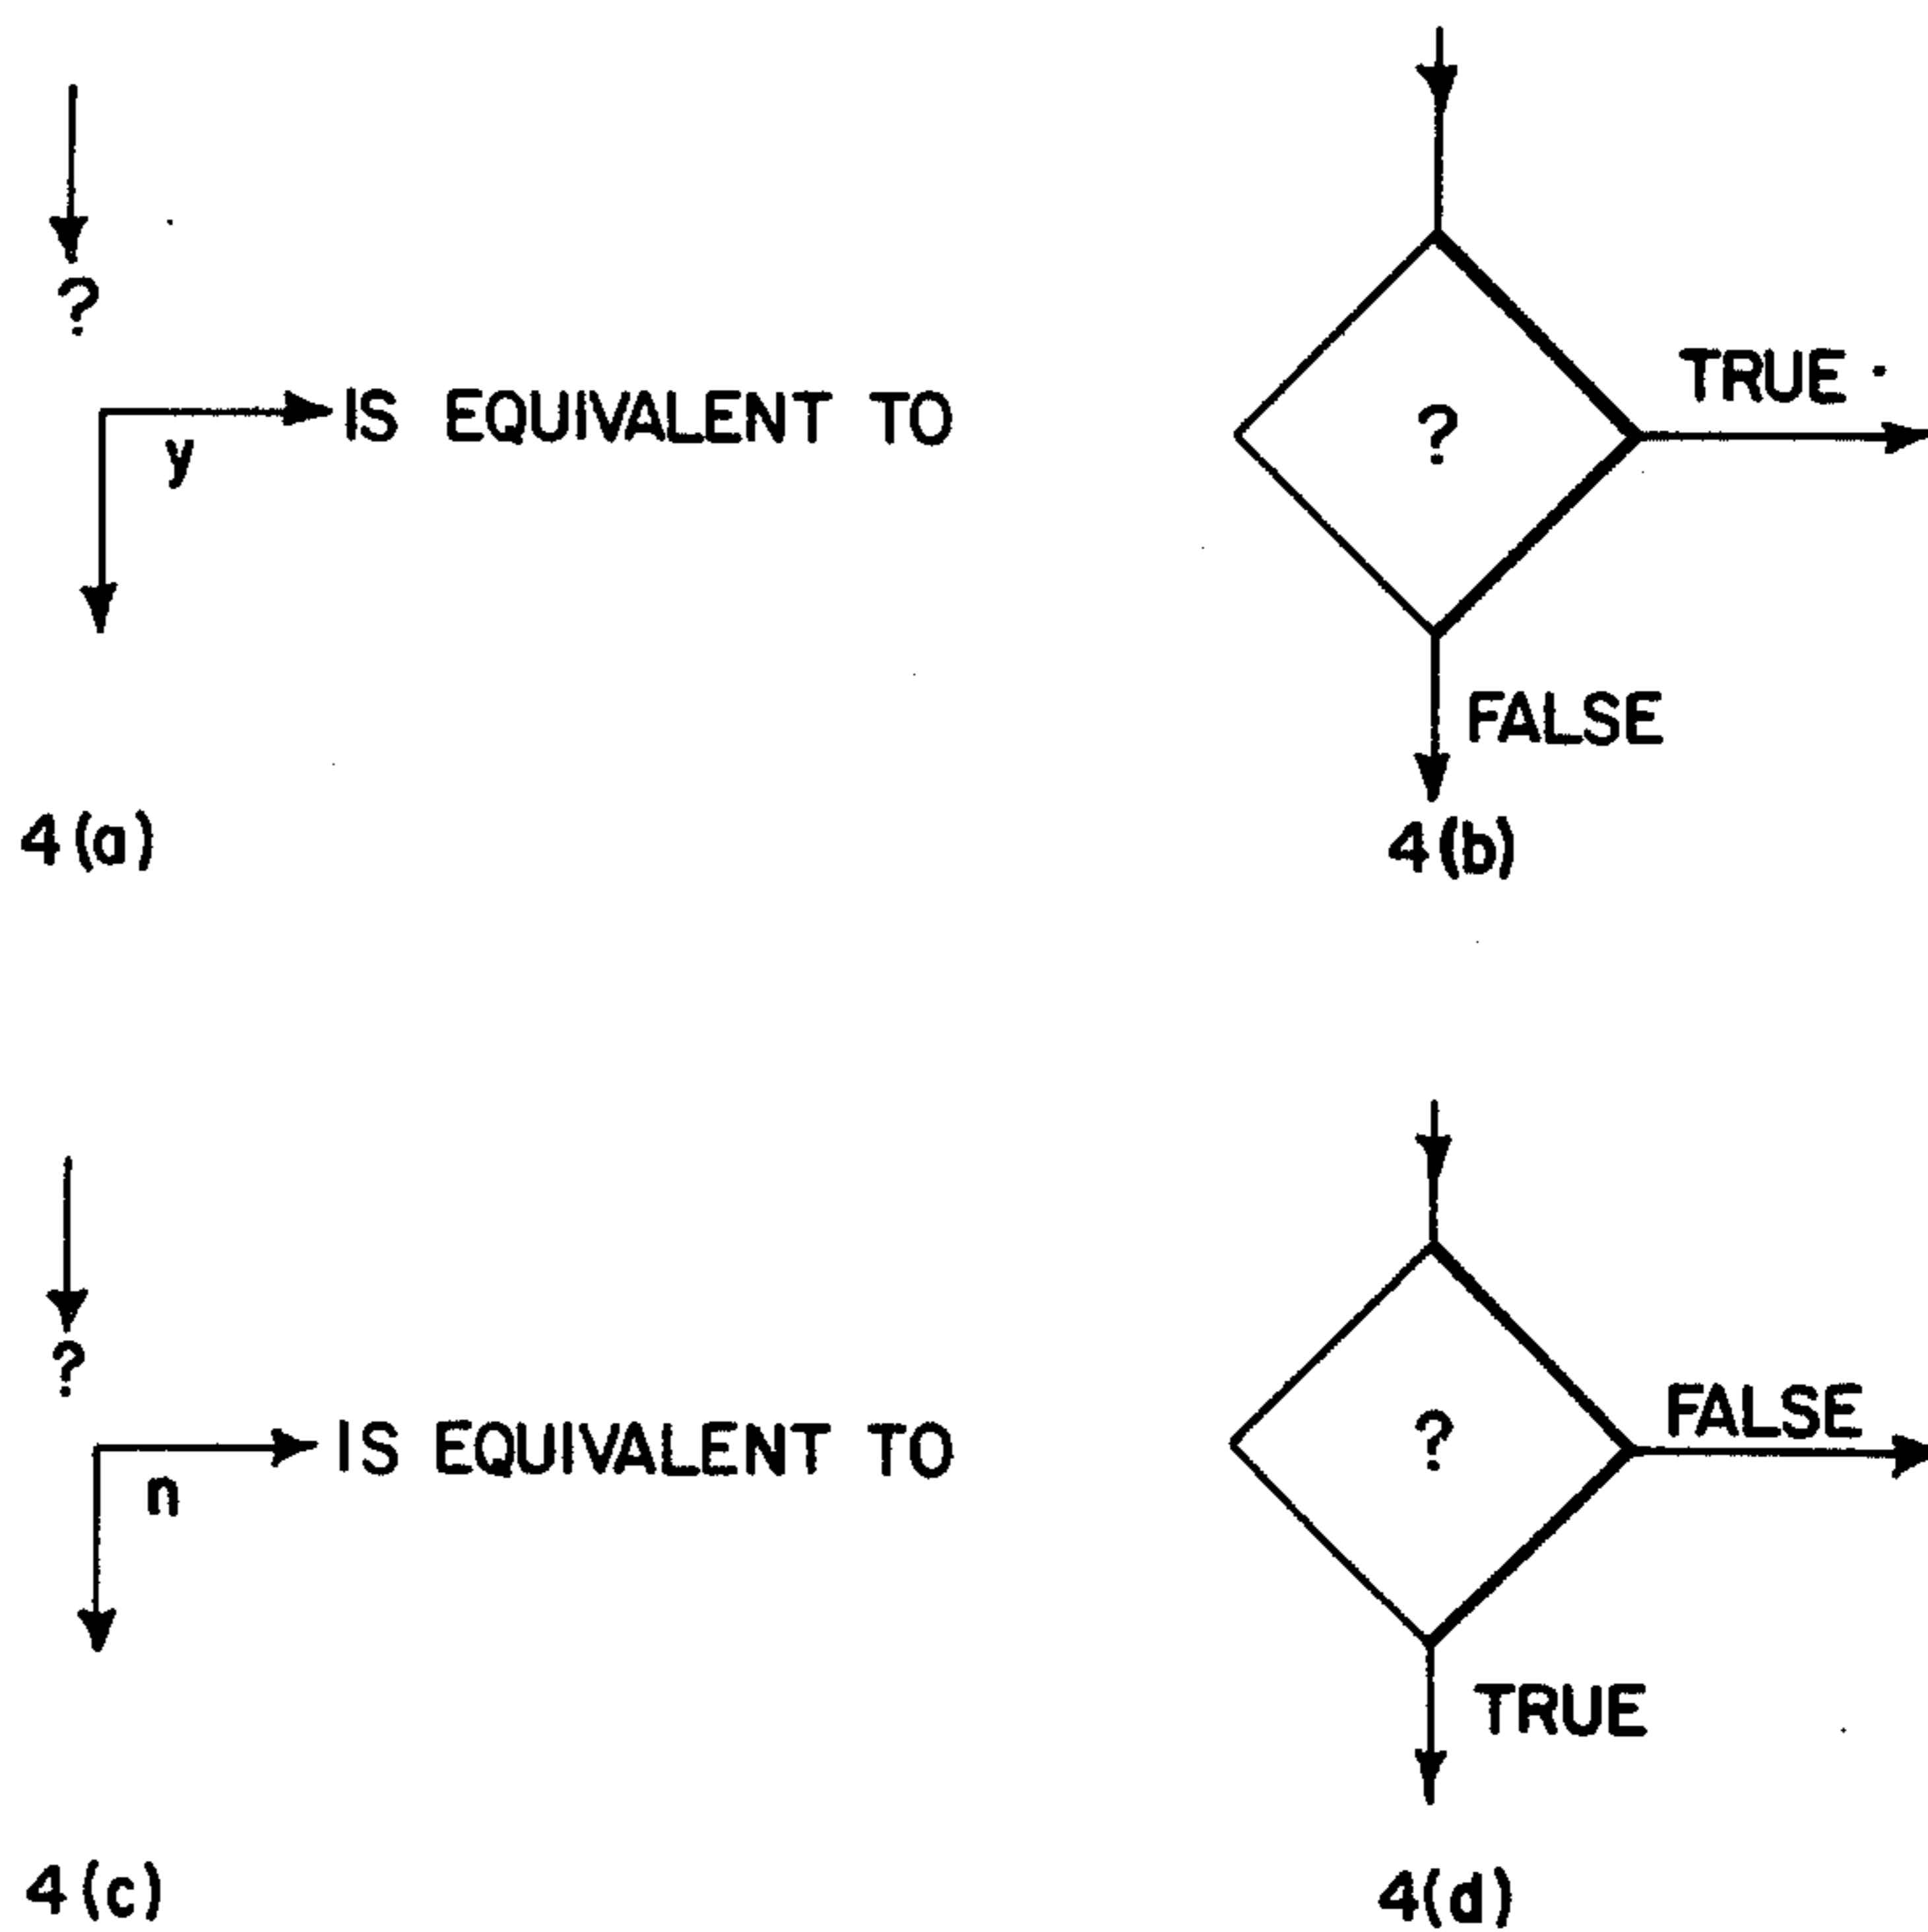 ?
IS EQUIVALENT TO
y
?
TRUE
FALSE
4(a)
4(b)
?
IS EQUIVALENT TO
n
?
FALSE
TRUE
4(c)
4(d)